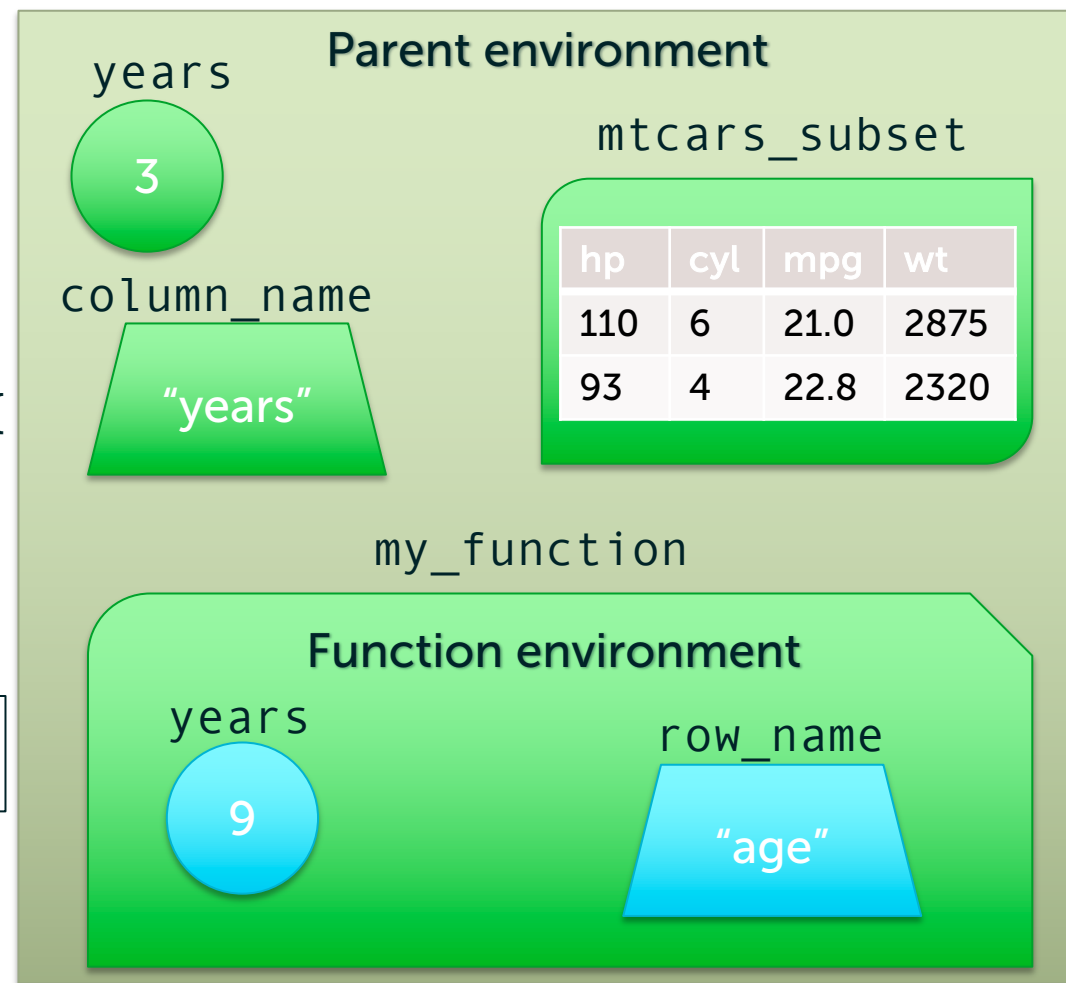 Parent environment
years
3
mtcars_subset
hp cyl mpg wt
110 6 21.0 2875
93 4 22.8 2320
column_name
“years”
my_function
Function environment
years
9
row_name
“age”